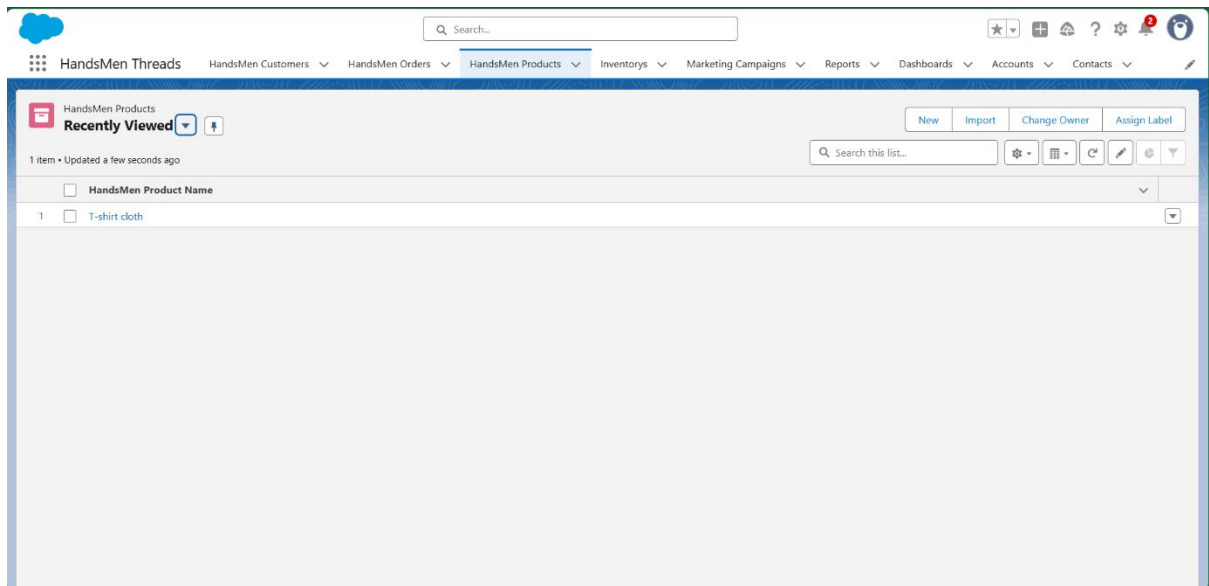 Search...
2
HandsMen Threads HandsMen Customers HandsMen Orders HandsMen Products Inventorys Marketing Campaigns Reports Dashboards Accounts Contacts
HandsMen Products
Recently Viewed
New Import Change Owner Assign Label
1 item • Updated a few seconds ago
Search this list...
HandsMen Product Name
1 T-shirt cloth